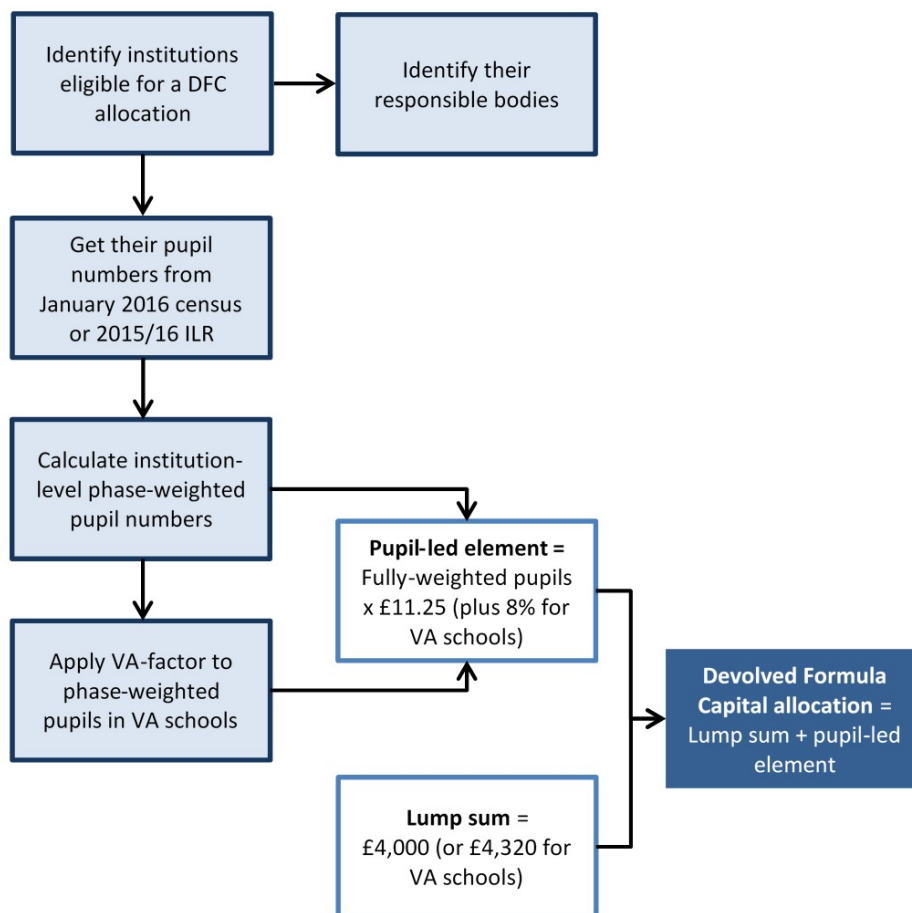 Identify institutions
eligible for a DFC
allocation
Identify their
responsible bodies
Get their pupil
numbers from
January 2016 census
or 2015/16 ILR
Calculate institution-
level phase-weighted
pupil numbers
Pupil-led element =
Fully-weighted pupils
x £11.25 (plus 8% for
VA schools)
Apply VA-factor to
phase-weighted
pupils in VA schools
Devolved Formula
Capital allocation =
Lump sum + pupil-led
element
Lump sum =
£4,000 (or £4,320 for
VA schools)